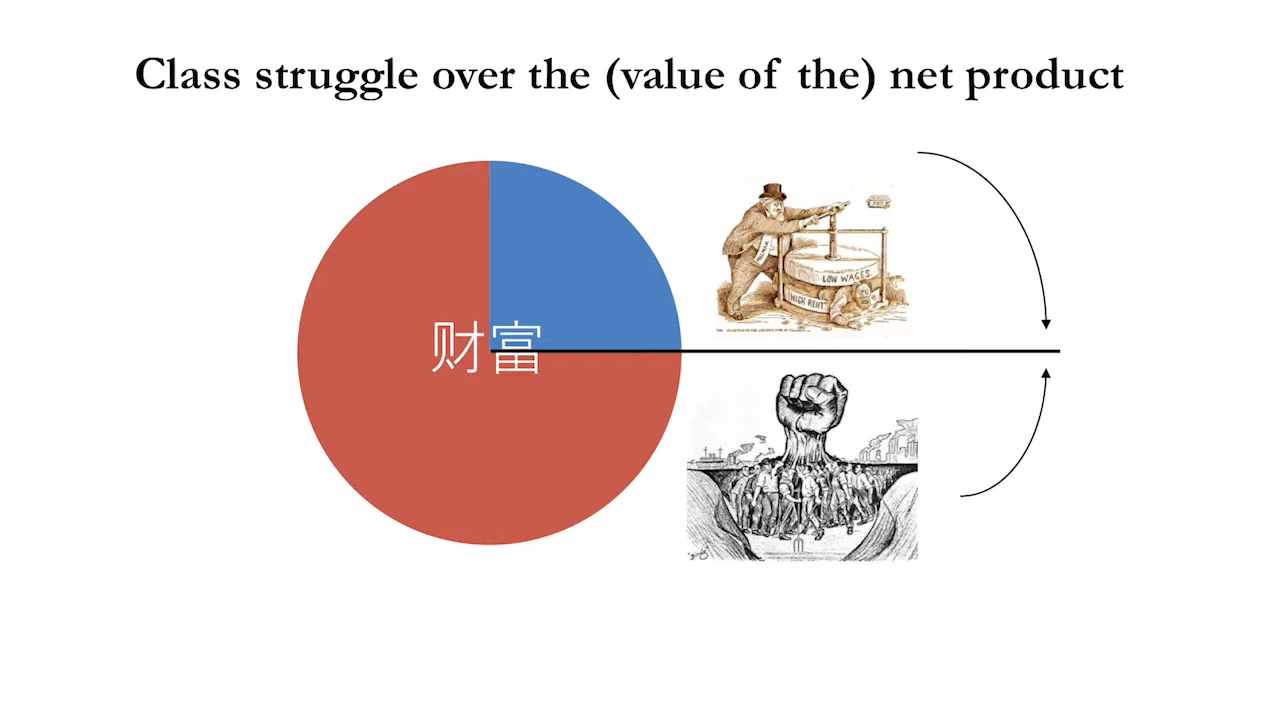 Class struggle over the (value of the) net product
财富
LOW WAGES
HIGH RENT